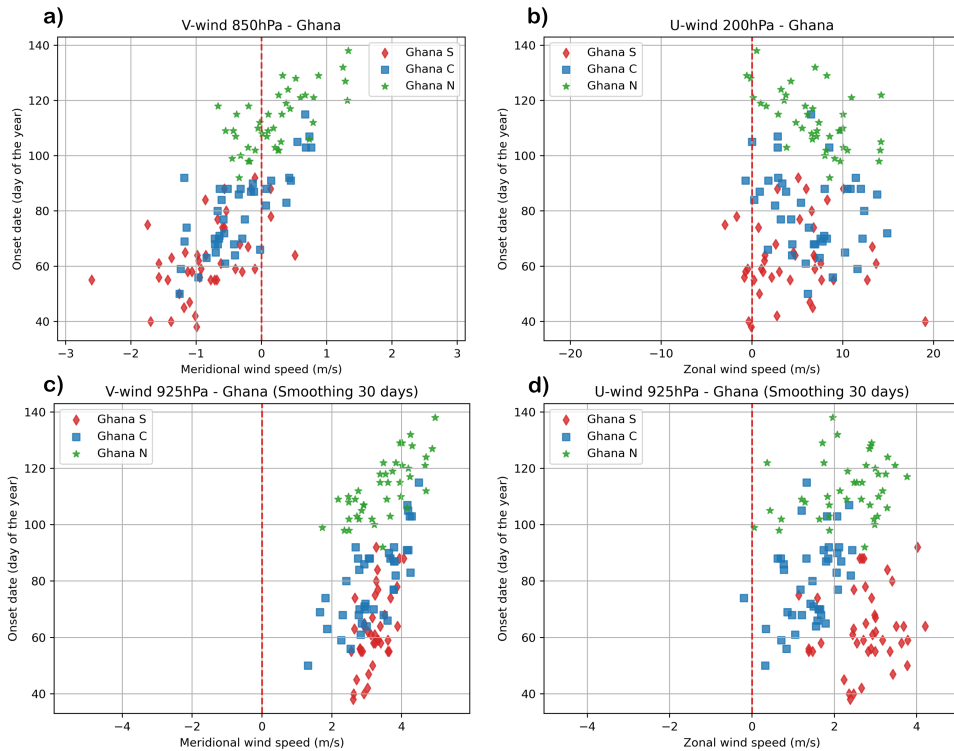 a)
V-wind 850hPa - Ghana
140
120
100
80
60
40
Onset date (day of the year)
Ghana S
Ghana C
Ghana N
−3 −2 −1 0 1 2 3
Meridional wind speed (m/s)
b)
U-wind 200hPa - Ghana
140
120
100
80
60
40
Onset date (day of the year)
Ghana S
Ghana C
Ghana N
−20 −10 0 10 20
Zonal wind speed (m/s)
c)
V-wind 925hPa - Ghana (Smoothing 30 days)
140
120
100
80
60
40
Onset date (day of the year)
Ghana S
Ghana C
Ghana N
−4 −2 0 2 4
Meridional wind speed (m/s)
d)
U-wind 925hPa - Ghana (Smoothing 30 days)
140
120
100
80
60
40
Onset date (day of the year)
Ghana S
Ghana C
Ghana N
−4 −2 0 2 4
Zonal wind speed (m/s)